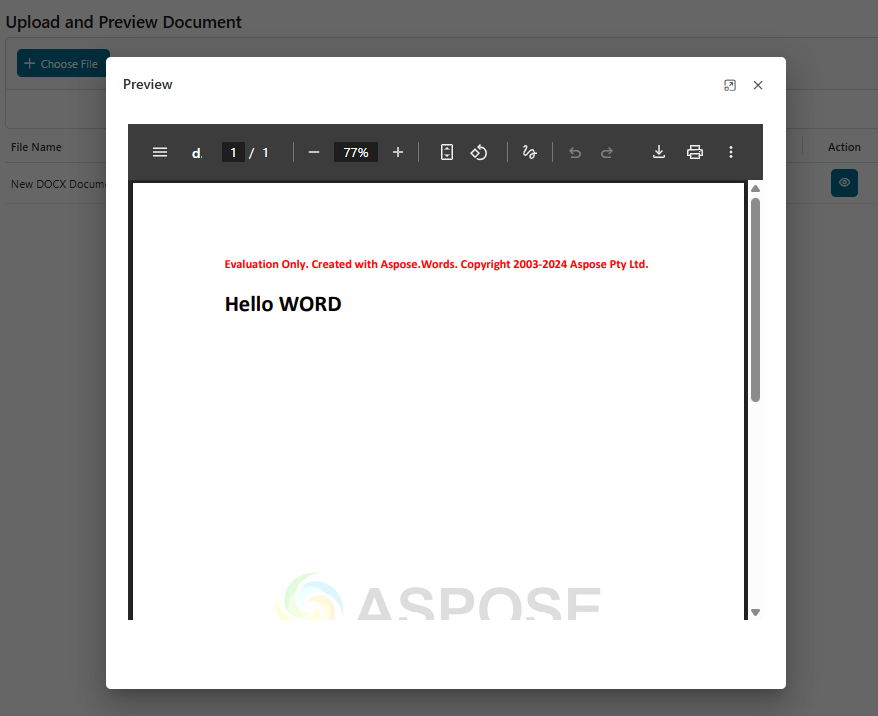 Upload and Preview Document
Choose File
Preview
d.
1 / 1
77%
File Name
Action
New DOCX Docum
Evaluation Only. Created with Aspose.Words. Copyright 2003-2024 Aspose Pty Ltd.
Hello WORD
ASPOSE